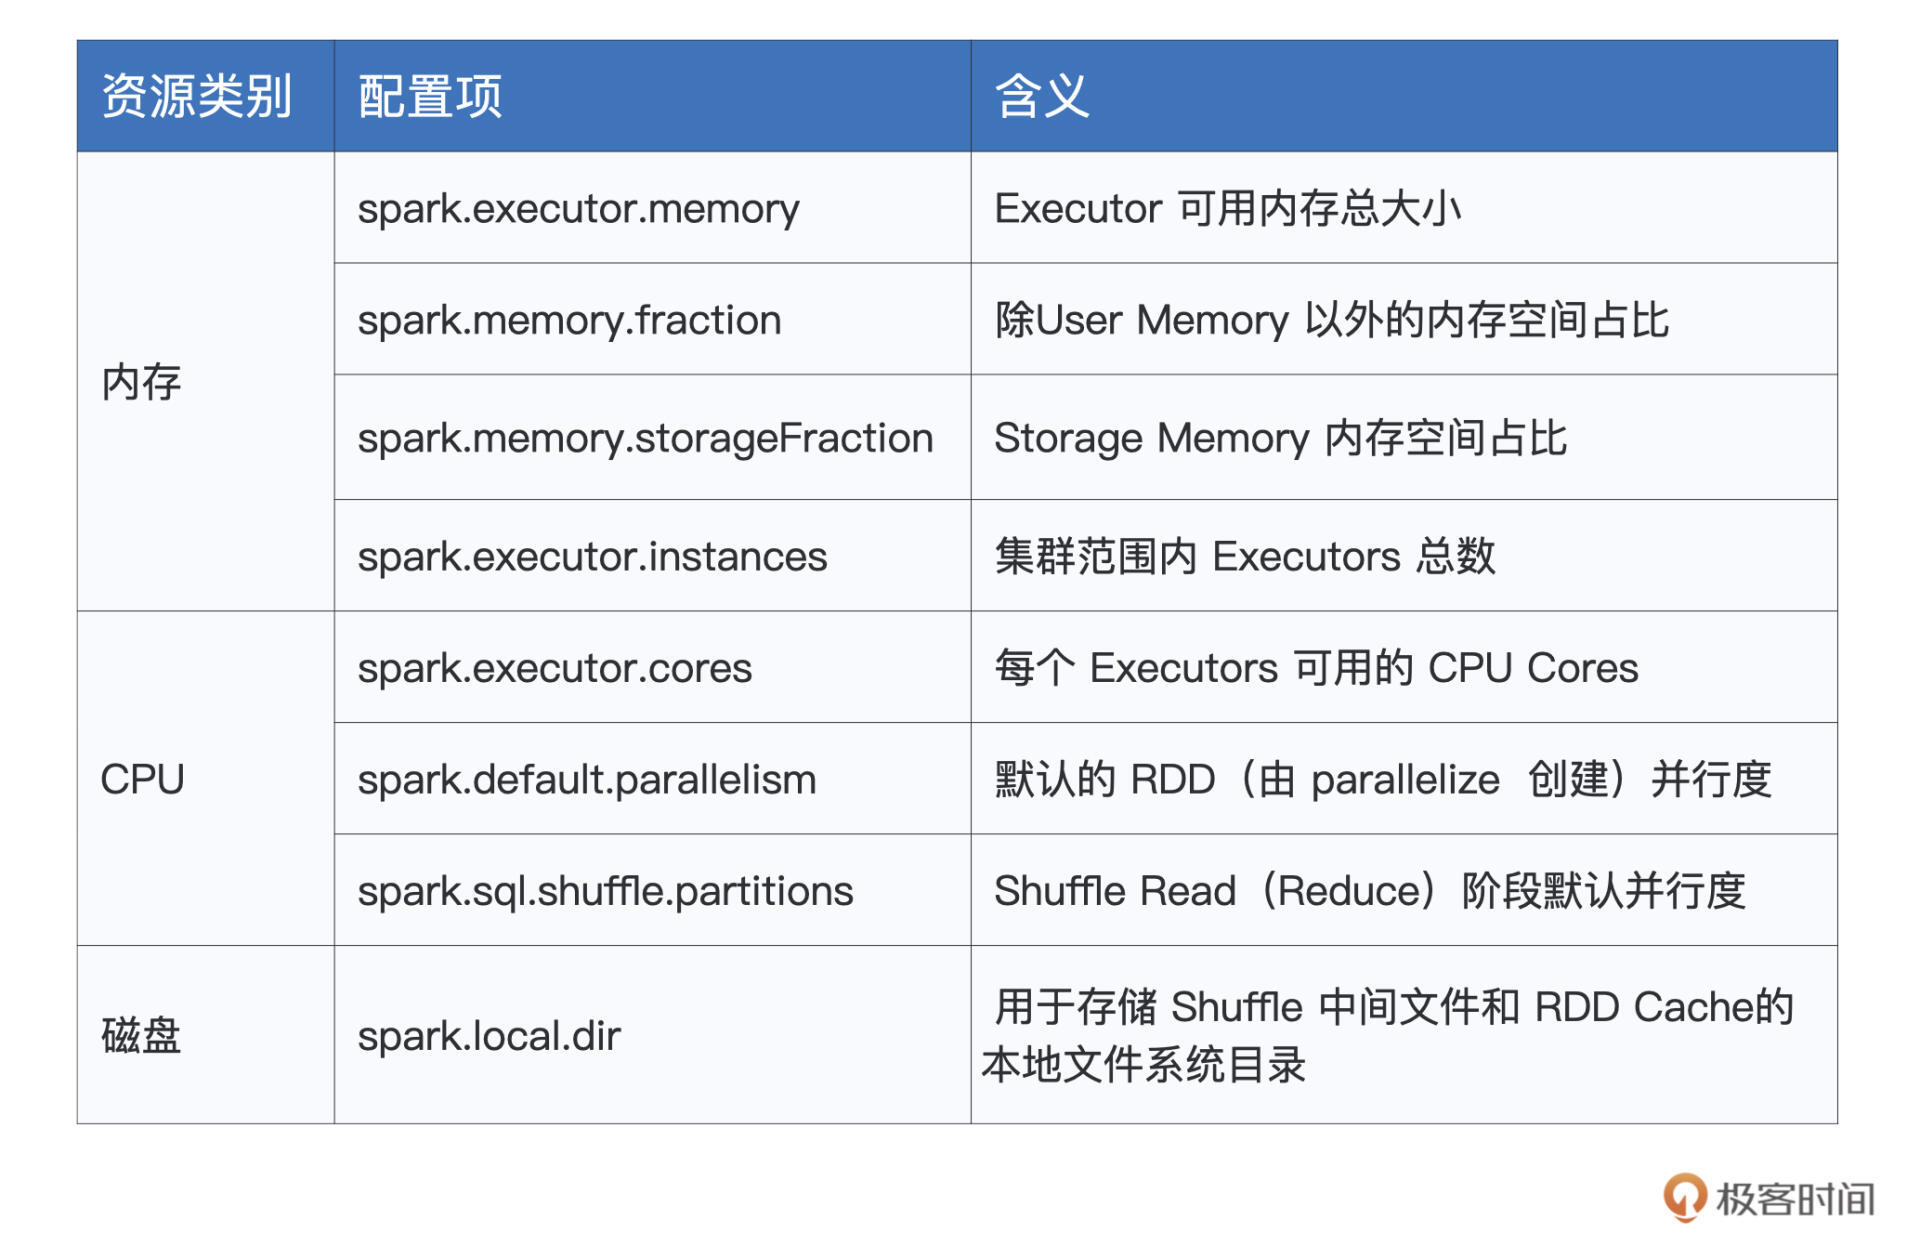 资源类别 配置项 含义
内存
spark.executor.memory Executor 可用内存总大小
spark.memory.fraction 除User Memory 以外的内存空间占比
spark.memory.storageFraction Storage Memory 内存空间占比
spark.executor.instances 集群范围内 Executors 总数
CPU
spark.executor.cores 每个 Executors 可用的 CPU Cores
spark.default.parallelism 默认的 RDD（由 parallelize 创建）并行度
spark.sql.shuffle.partitions Shuffle Read（Reduce）阶段默认并行度
磁盘
spark.local.dir 用于存储 Shuffle 中间文件和 RDD Cache的
本地文件系统目录
极客时间